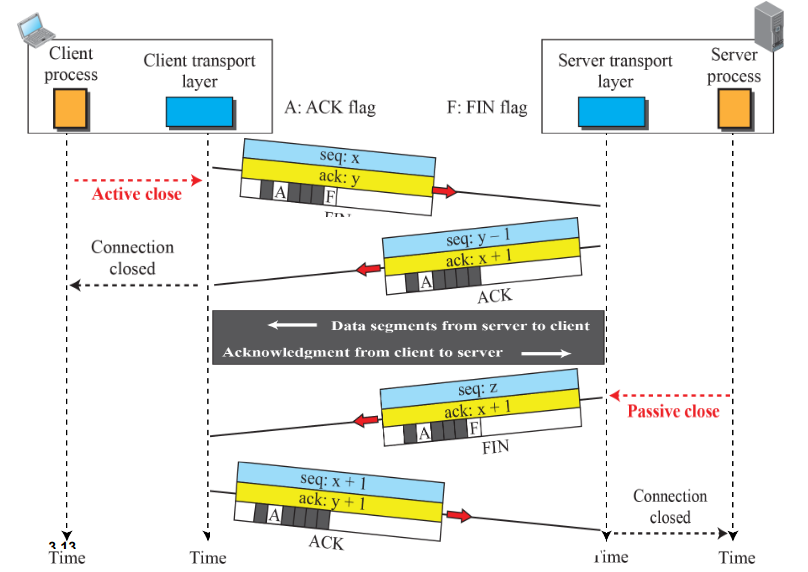 Client
process
Client transport
layer
A: ACK flag
F: FIN flag
Server transport
layer
Server
process
Active close
seq: x
ack: y
A
F
FIN
Connection
closed
seq: y – 1
ack: x + 1
A
ACK
Data segments from server to client
Acknowledgment from client to server
seq: z
ack: x + 1
A
F
FIN
Passive close
seq: x + 1
ack: y + 1
A
ACK
Connection
closed
3.13
Time
Time
Time
Time